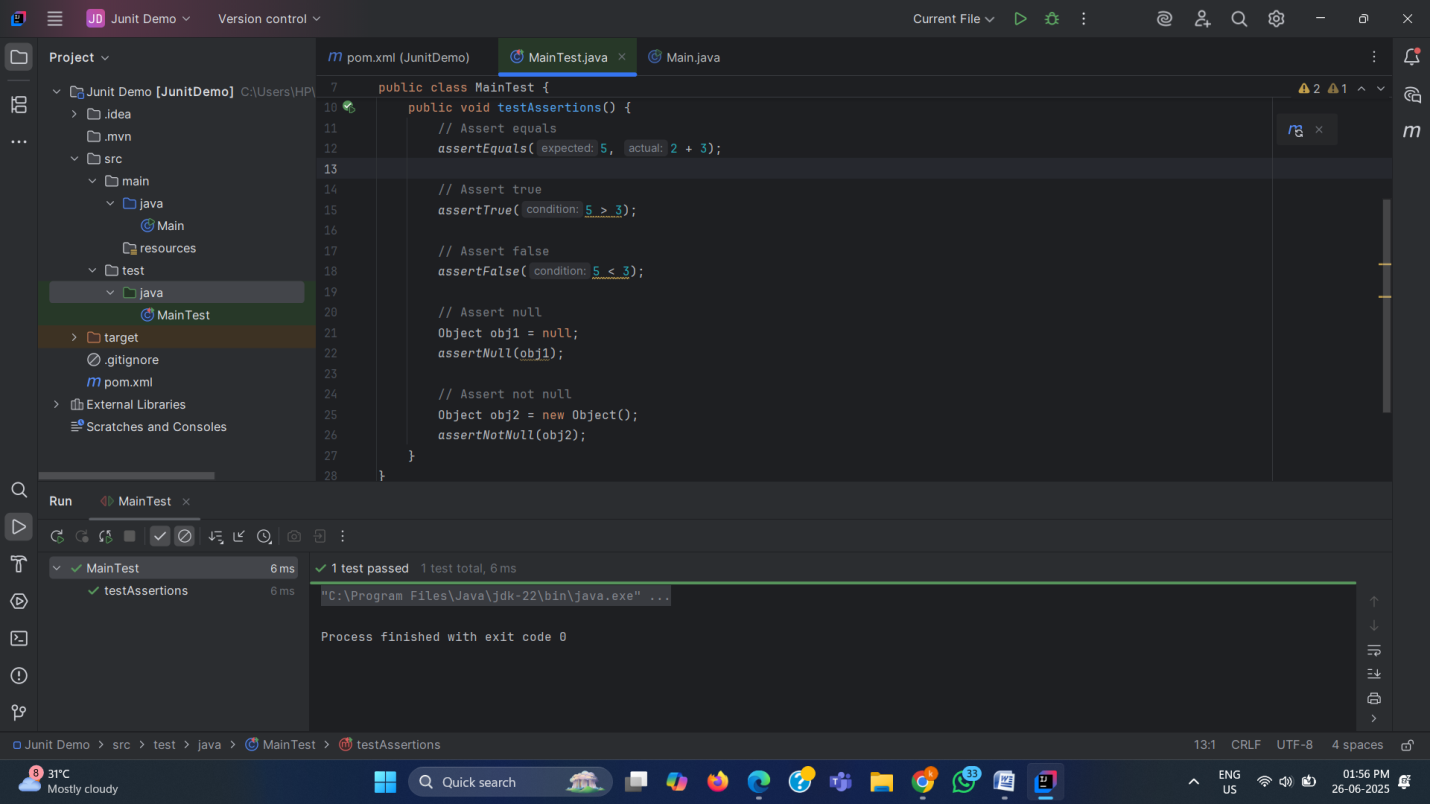 JD Junit Demo Version control Current File
Project
pom.xml (JunitDemo) MainTest.java Main.java
Junit Demo [JunitDemo] C:\Users\HP\
.idea
.mvn
src
main
java
Main
resources
test
java
MainTest
target
.gitignore
pom.xml
External Libraries
Scratches and Consoles
7 public class MainTest {
2 1
10 public void testAssertions() {
11 // Assert equals
12 assertEquals( expected: 5, actual: 2 + 3);
13
14 // Assert true
15 assertTrue( condition: 5 > 3);
16
17 // Assert false
18 assertFalse( condition: 5 < 3);
19
20 // Assert null
21 Object obj1 = null;
22 assertNull(obj1);
23
24 // Assert not null
25 Object obj2 = new Object();
26 assertNotNull(obj2);
27 }
28 }
Run MainTest
MainTest 6 ms
testAssertions 6 ms
1 test passed 1 test total, 6 ms
"C:\Program Files\Java\jdk-22\bin\java.exe" ...
Process finished with exit code 0
Junit Demo > src > test > java > MainTest > testAssertions 13:1 CRLF UTF-8 4 spaces
8 31°C
Mostly cloudy
Quick search
k
33
ENG
US
01:56 PM
26-06-2025